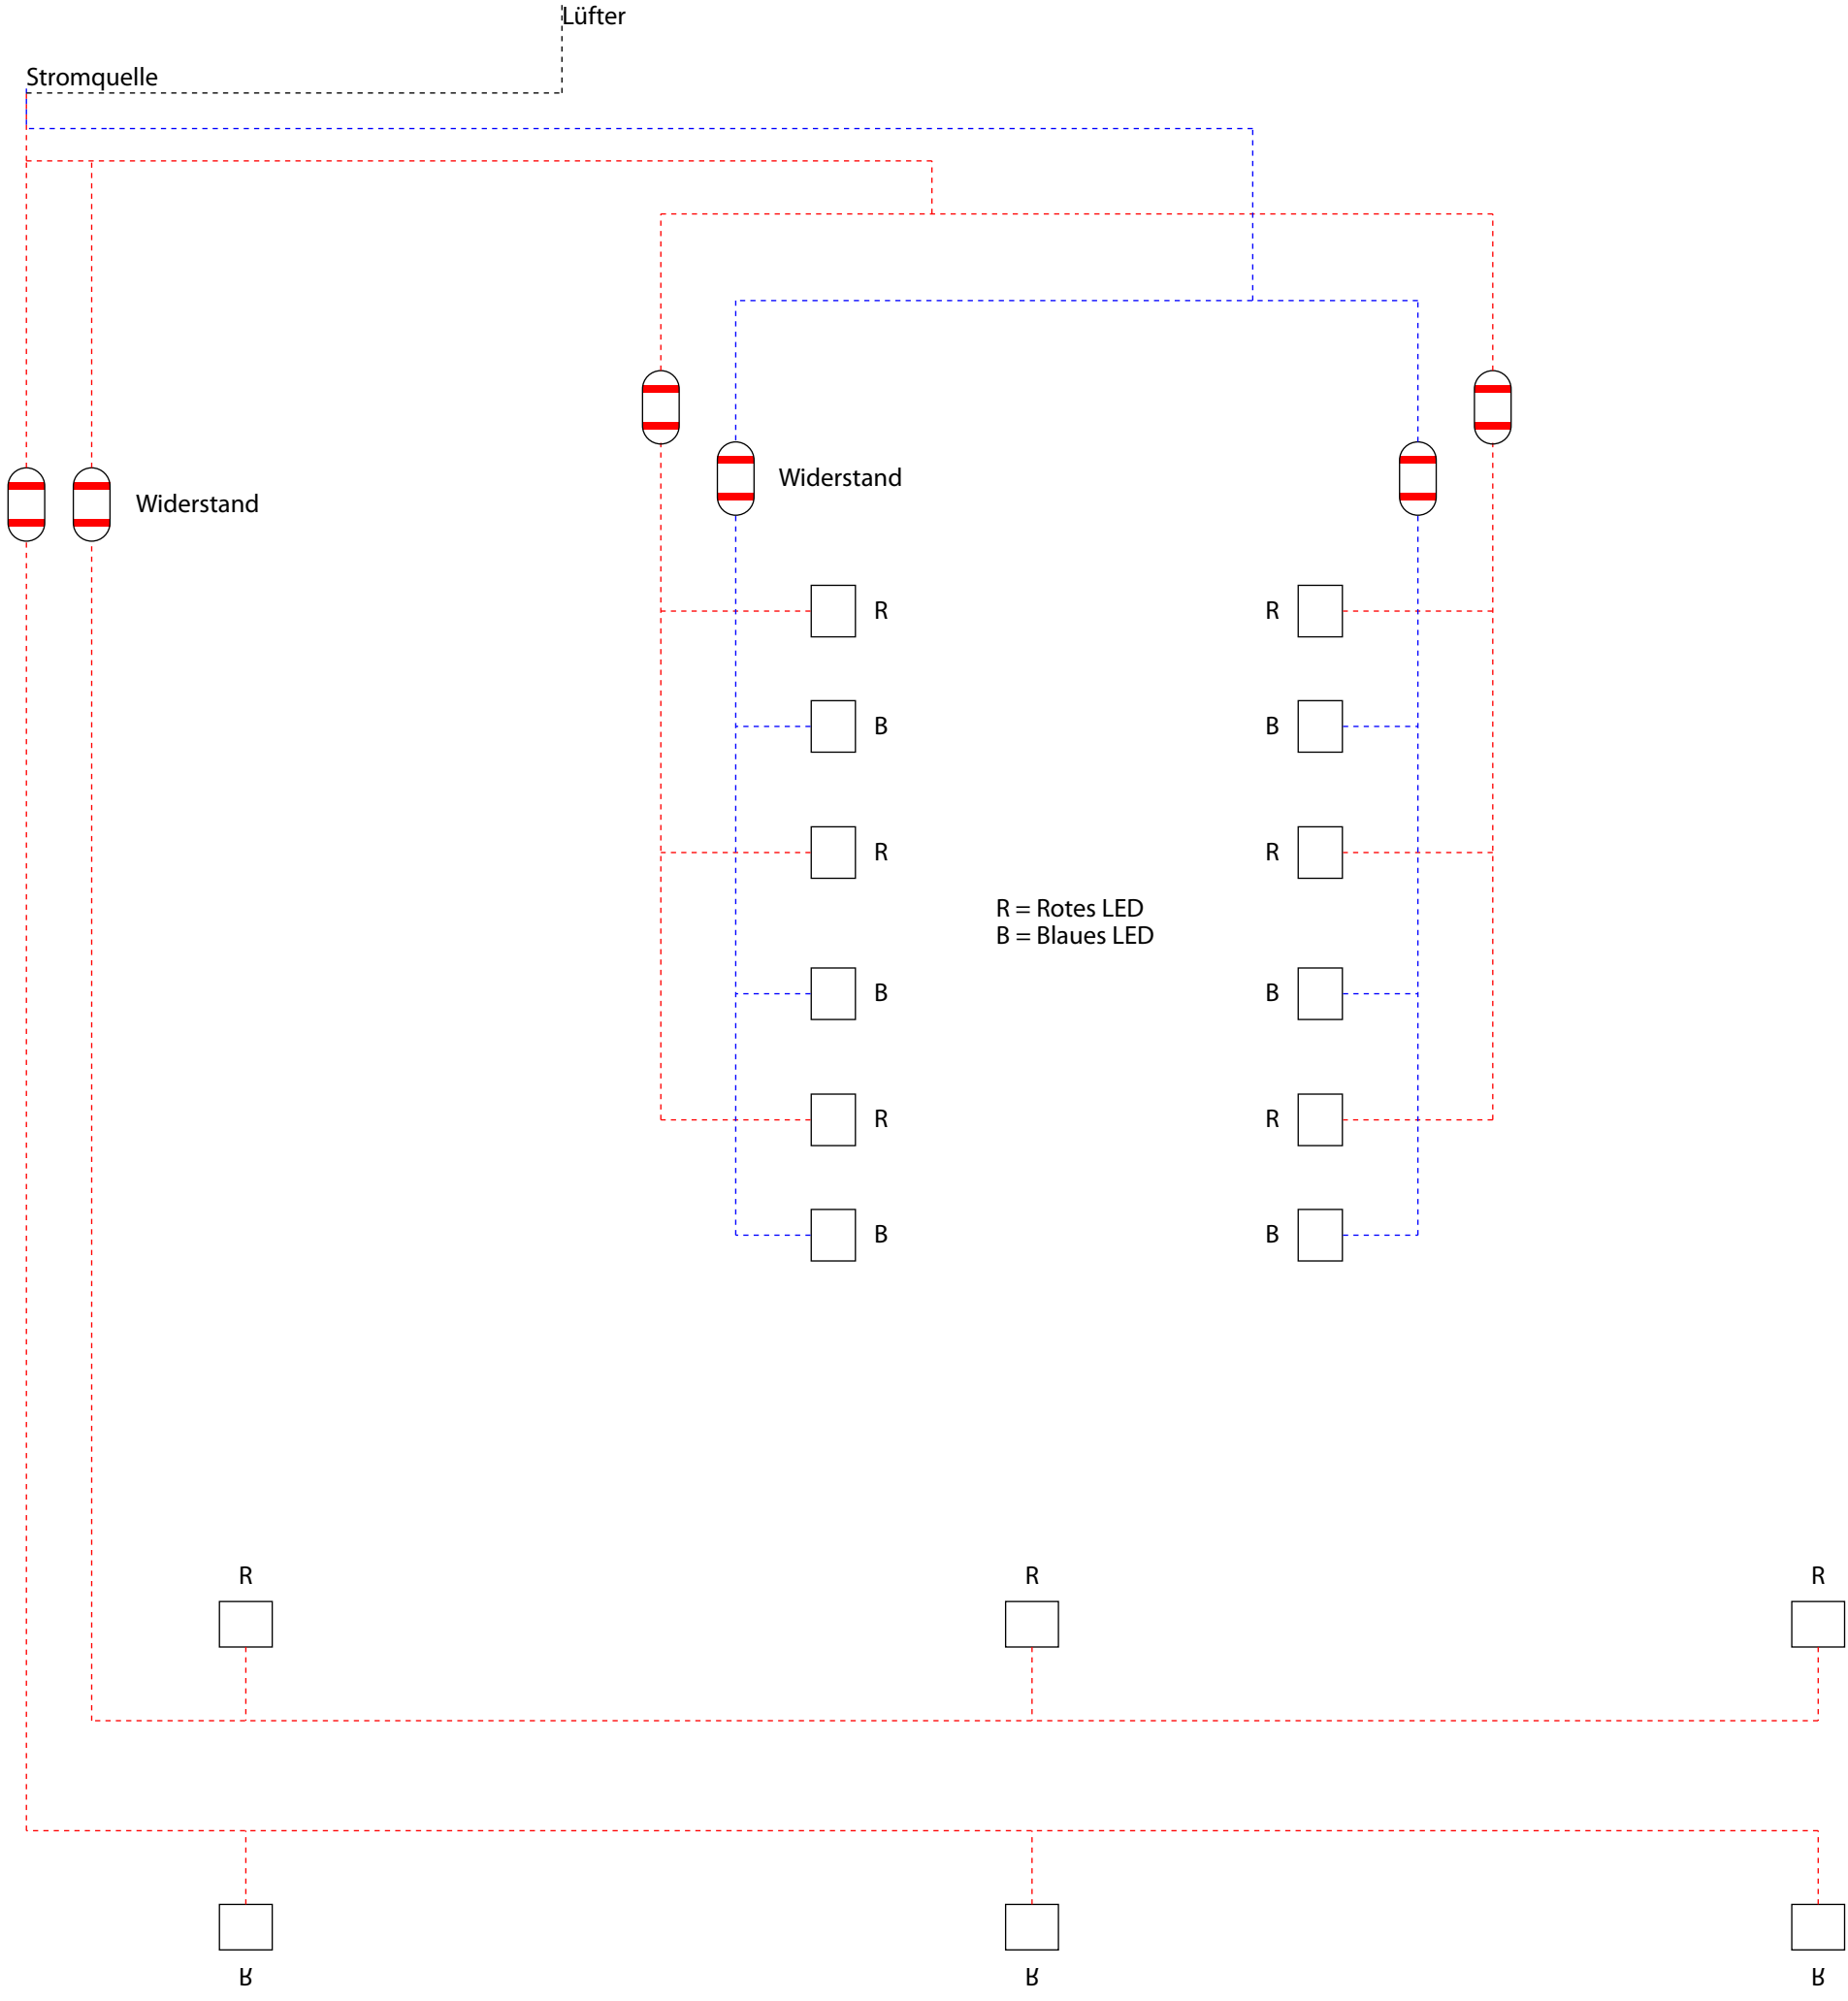 Lüfter
Stromquelle
Widerstand
Widerstand
R R
B B
R R
R = Rotes LED
B = Blaues LED
B B
R R
B B
R R R
R R R